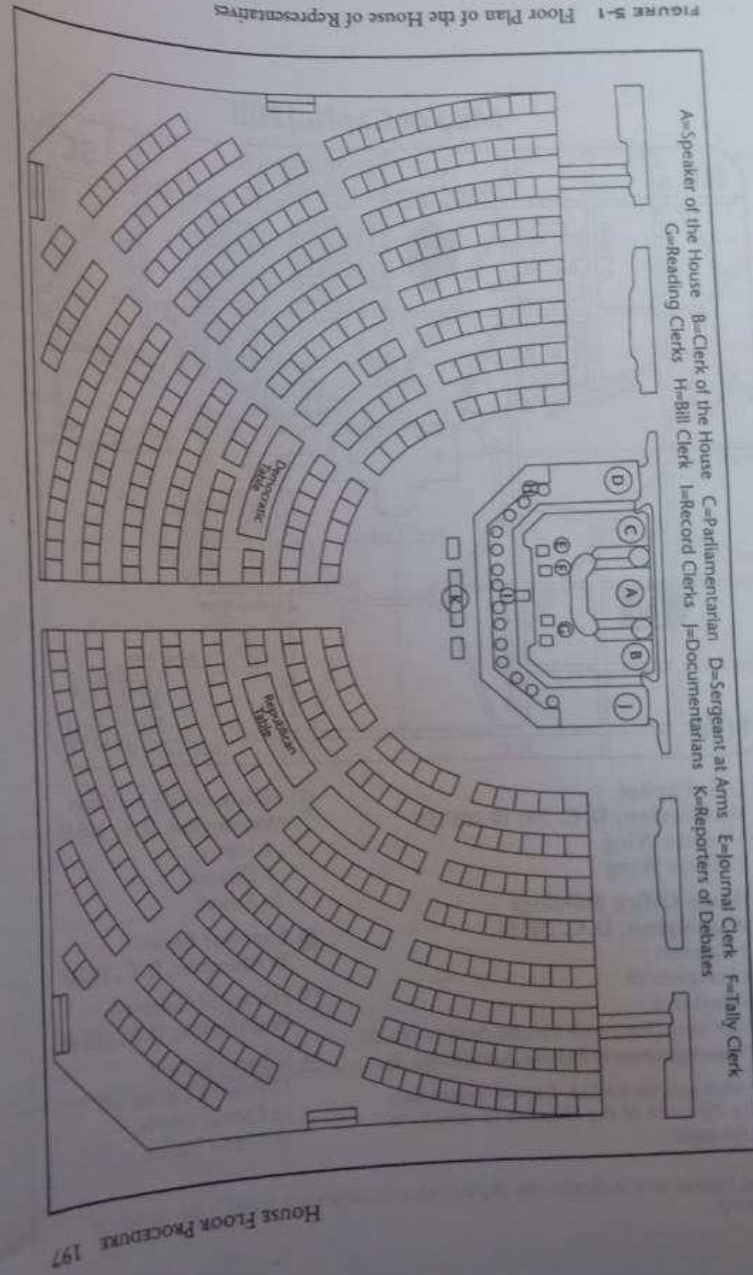 HOUSE FLOOR PROCEDURE 197
FIGURE 5-1 Floor Plan of the House of Representatives
A=Speaker of the House B=Clerk of the House C=Parliamentarian D=Sergeant at Arms E=Journal Clerk F=Tally Clerk
G=Reading Clerks H=Bill Clerk I=Record Clerks J=Documentarians K=Reporters of Debates
D
C
A
B
J
E
F
G
H
I
K
Democratic
Table
Republican
Table